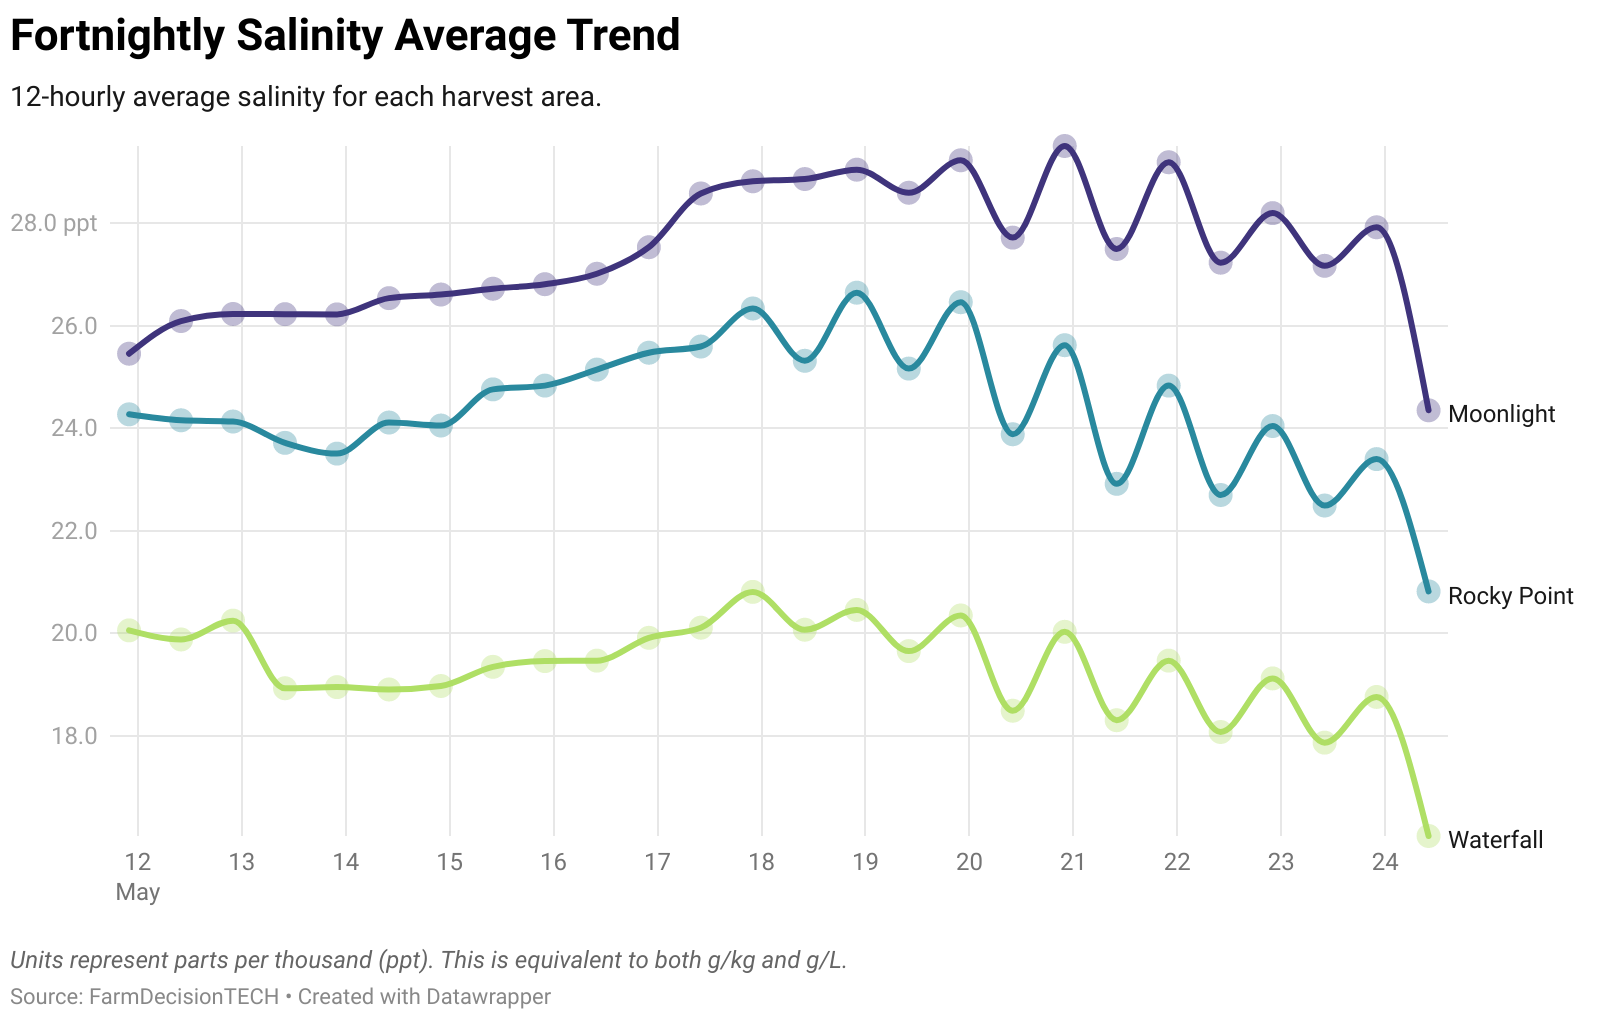 Fortnightly Salinity Average Trend
12-hourly average salinity for each harvest area.
28.0 ppt
26.0
24.0
22.0
20.0
18.0
Moonlight
Rocky Point
Waterfall
12 13 14 15 16 17 18 19 20 21 22 23 24
May
Units represent parts per thousand (ppt). This is equivalent to both g/kg and g/L.
Source: FarmDecisionTECH • Created with Datawrapper